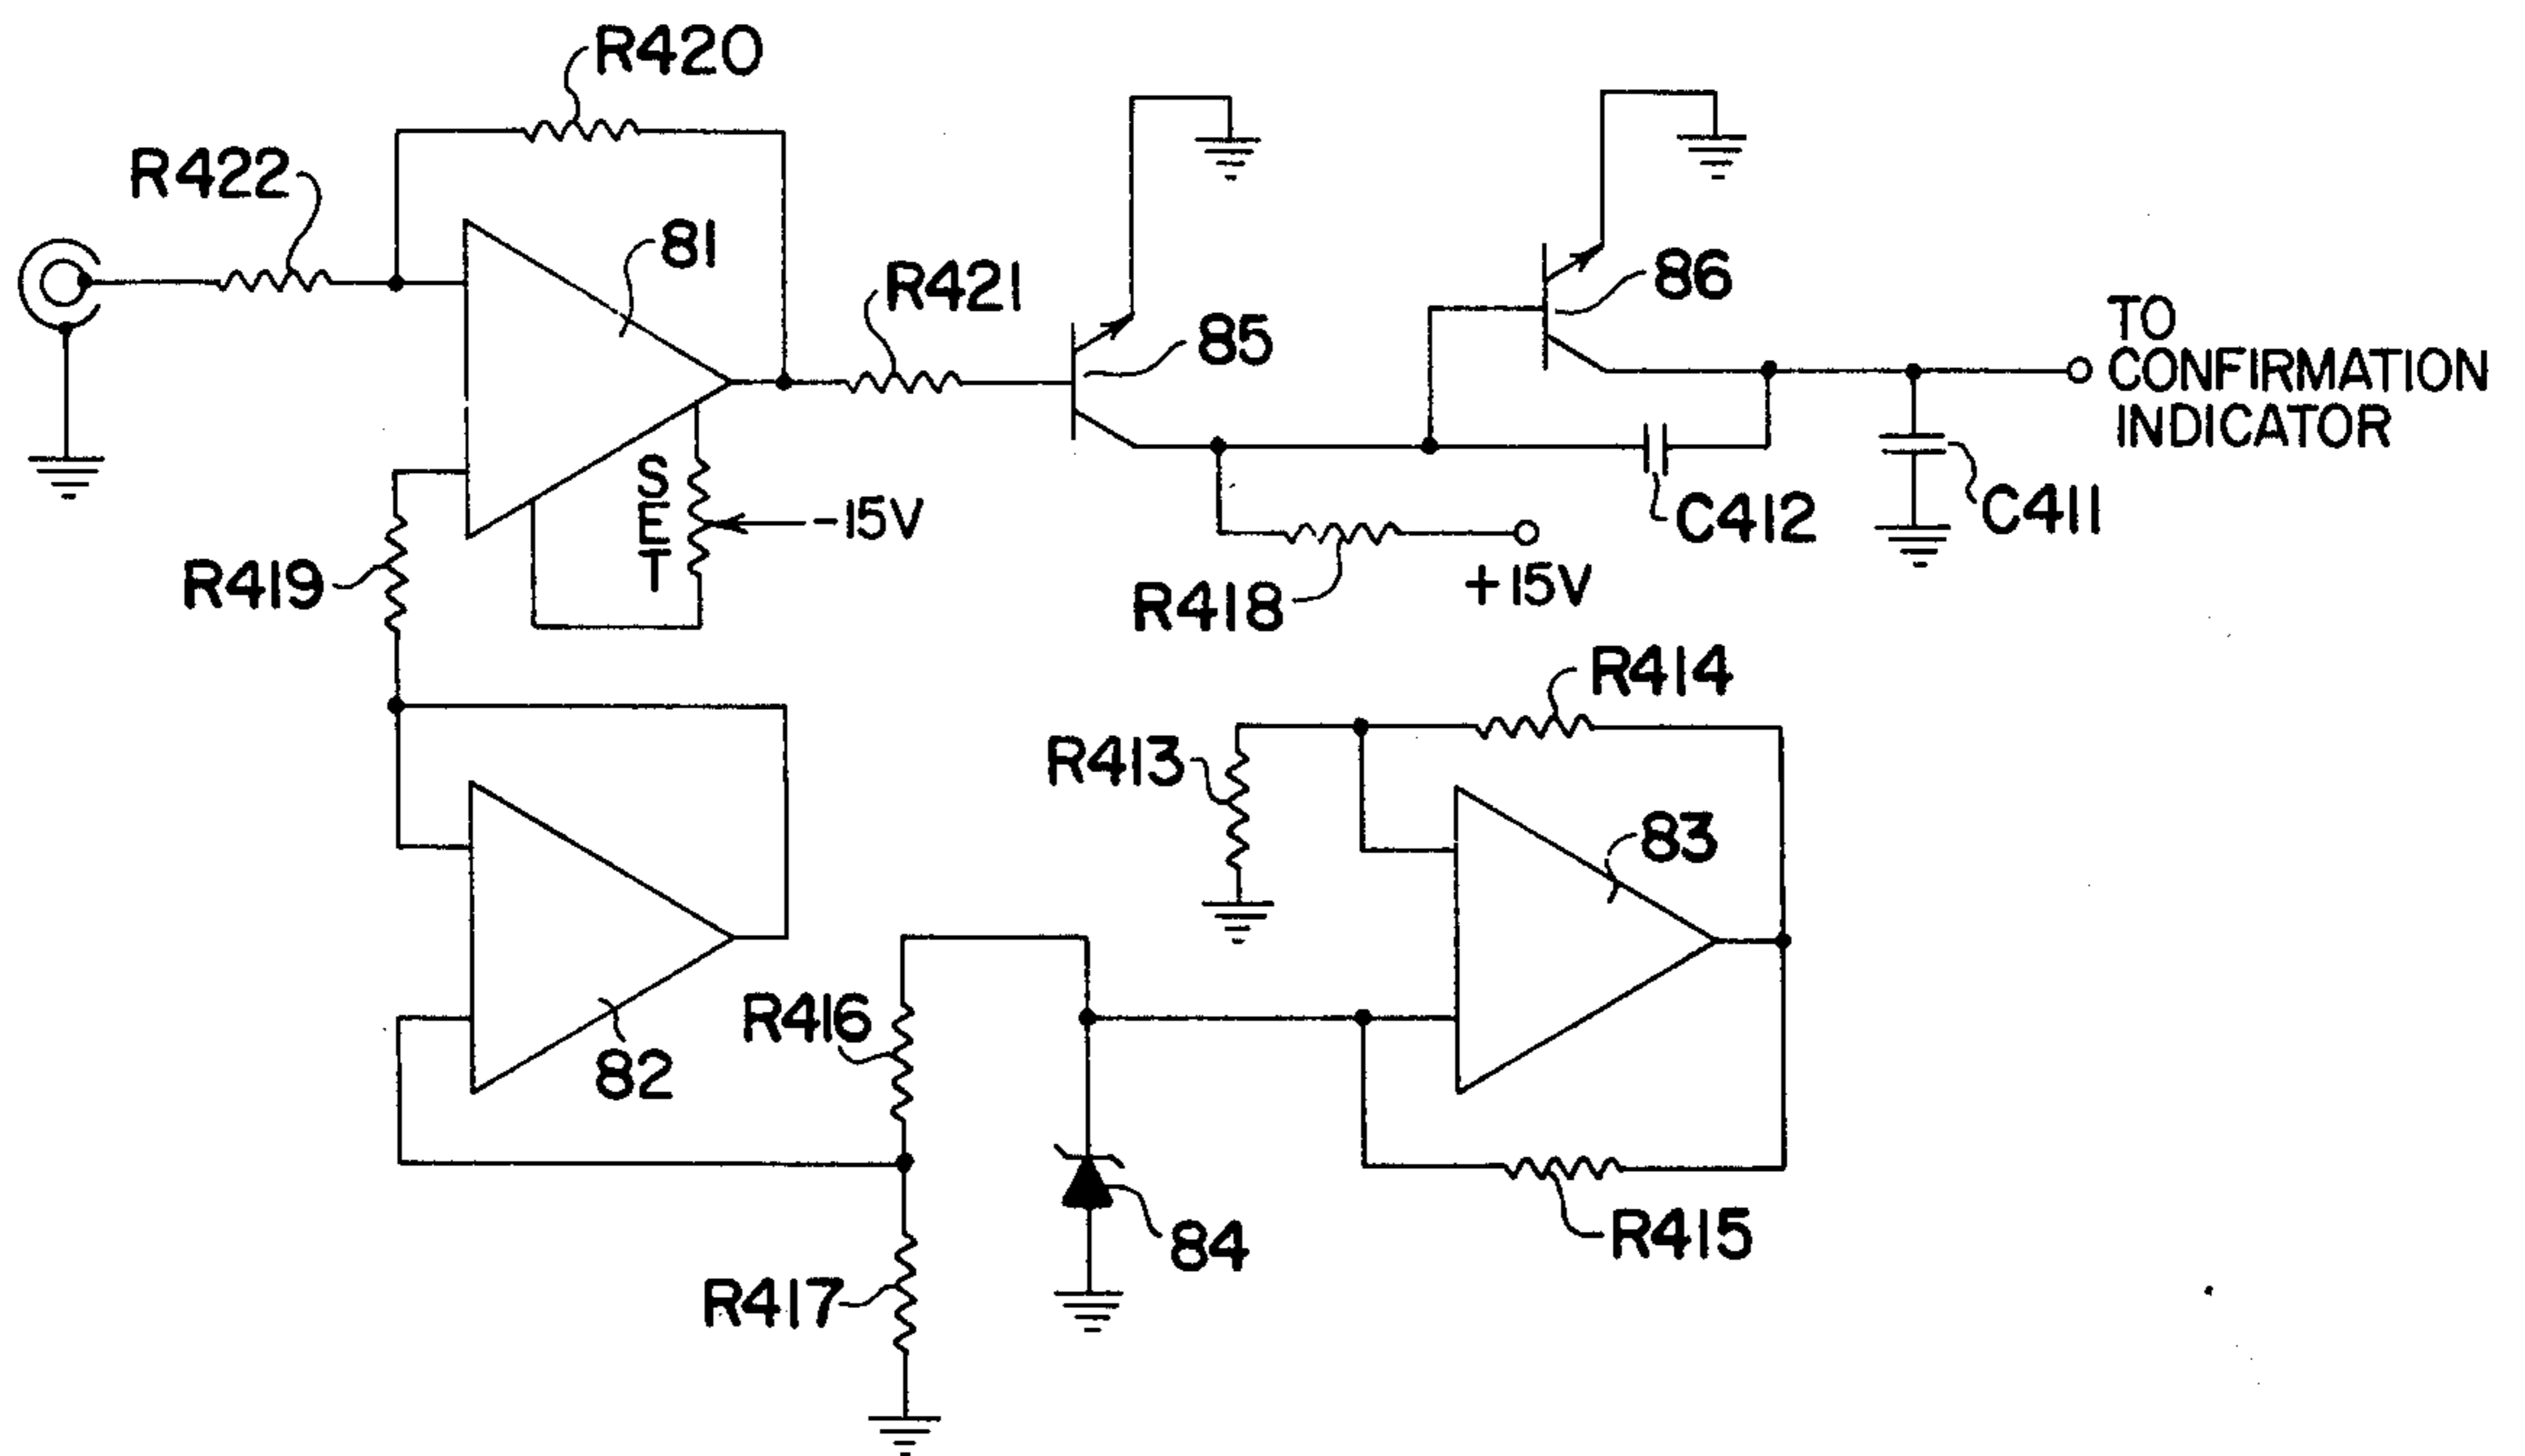 R420
R422
81
R421
85
86
TO
CONFIRMATION
INDICATOR
SET
-15V
C412
C411
R419
R418
+15V
R414
R413
83
R416
82
84
R415
R417